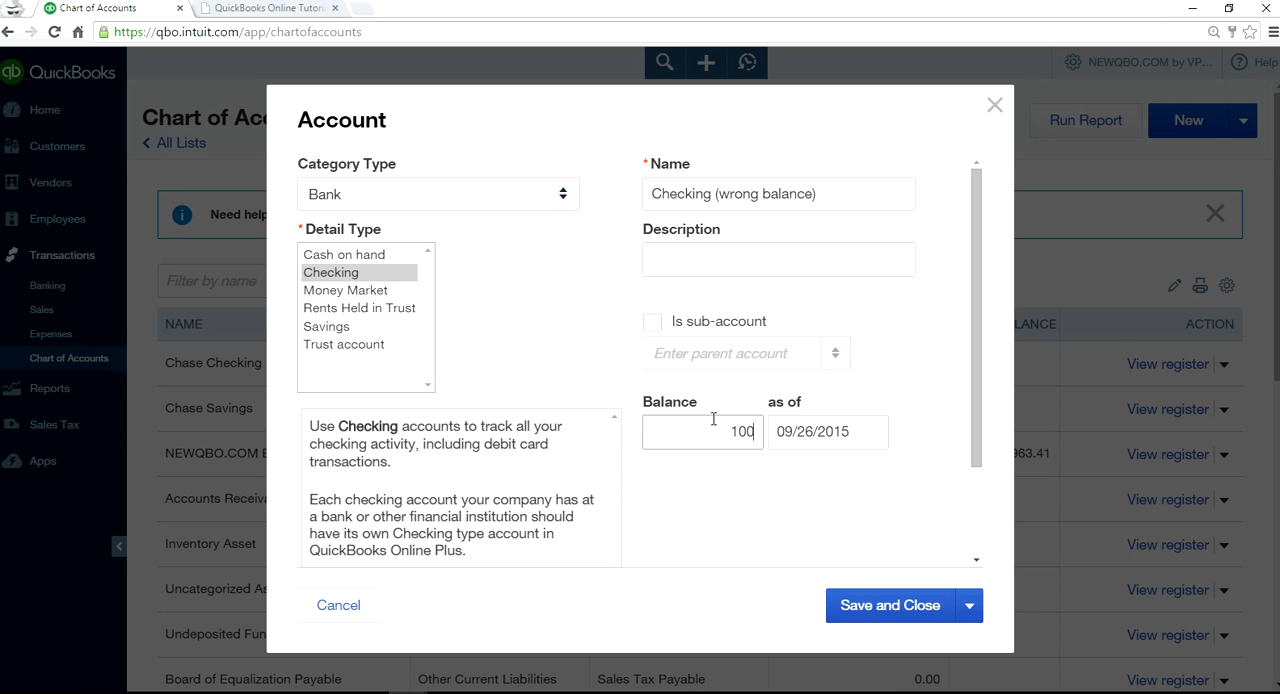 Chart of Accounts
QuickBooks Online Tutori
https://qbo.intuit.com/app/chartofaccounts
qb QuickBooks
NEWQBO.COM by VP...
Help
Home
Customers
Vendors
Employees
Transactions
Banking
Sales
Expenses
Chart of Accounts
Reports
Sales Tax
Apps
Chart of Acc
All Lists
Run Report
New
Need help
Filter by name
NAME
LANCE
ACTION
Chase Checking
View register
Chase Savings
View register
NEWQBO.COM B
963.41
View register
Accounts Receiva
View register
Inventory Asset
View register
Uncategorized As
View register
Undeposited Fun
View register
Board of Equalization Payable
Other Current Liabilities
Sales Tax Payable
0.00
View register
Account
Category Type
Bank
* Detail Type
Cash on hand
Checking
Money Market
Rents Held in Trust
Savings
Trust account
Use Checking accounts to track all your
checking activity, including debit card
transactions.
Each checking account your company has at
a bank or other financial institution should
have its own Checking type account in
QuickBooks Online Plus.
* Name
Checking (wrong balance)
Description
Is sub-account
Enter parent account
Balance
as of
100
09/26/2015
Cancel
Save and Close